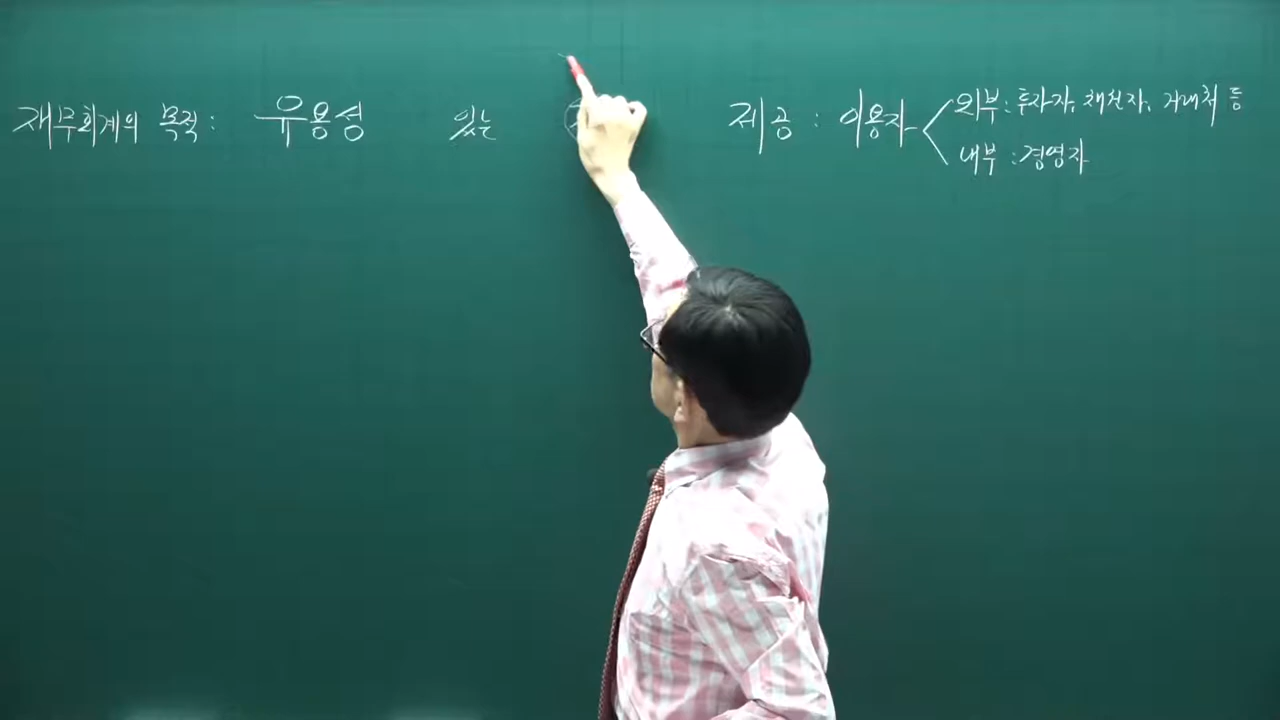 재무회계의 목적 : 유용성 있는 제공 : 이용자
외부 : 투자자, 채권자, 거래처 등
내부 : 경영자